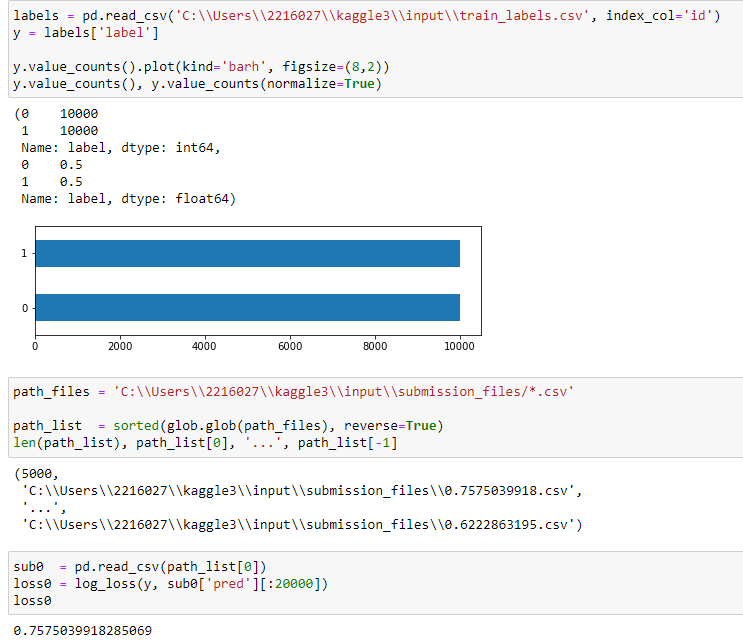 labels = pd.read_csv('C:\\Users\\2216027\\kaggle3\\input\\train_labels.csv', index_col='id')
y = labels['label']
y.value_counts().plot(kind='barh', figsize=(8,2))
y.value_counts(), y.value_counts(normalize=True)
(0    10000
 1    10000
 Name: label, dtype: int64,
 0    0.5
 1    0.5
 Name: label, dtype: float64)
1
0
0 2000 4000 6000 8000 10000
path_files = 'C:\\Users\\2216027\\kaggle3\\input\\submission_files/*.csv'
path_list  = sorted(glob.glob(path_files), reverse=True)
len(path_list), path_list[0], '...', path_list[-1]
(5000,
 'C:\\Users\\2216027\\kaggle3\\input\\submission_files\\0.7575039918.csv',
 '...',
 'C:\\Users\\2216027\\kaggle3\\input\\submission_files\\0.6222863195.csv')
sub0  = pd.read_csv(path_list[0])
loss0 = log_loss(y, sub0['pred'][:20000])
loss0
0.7575039918285069